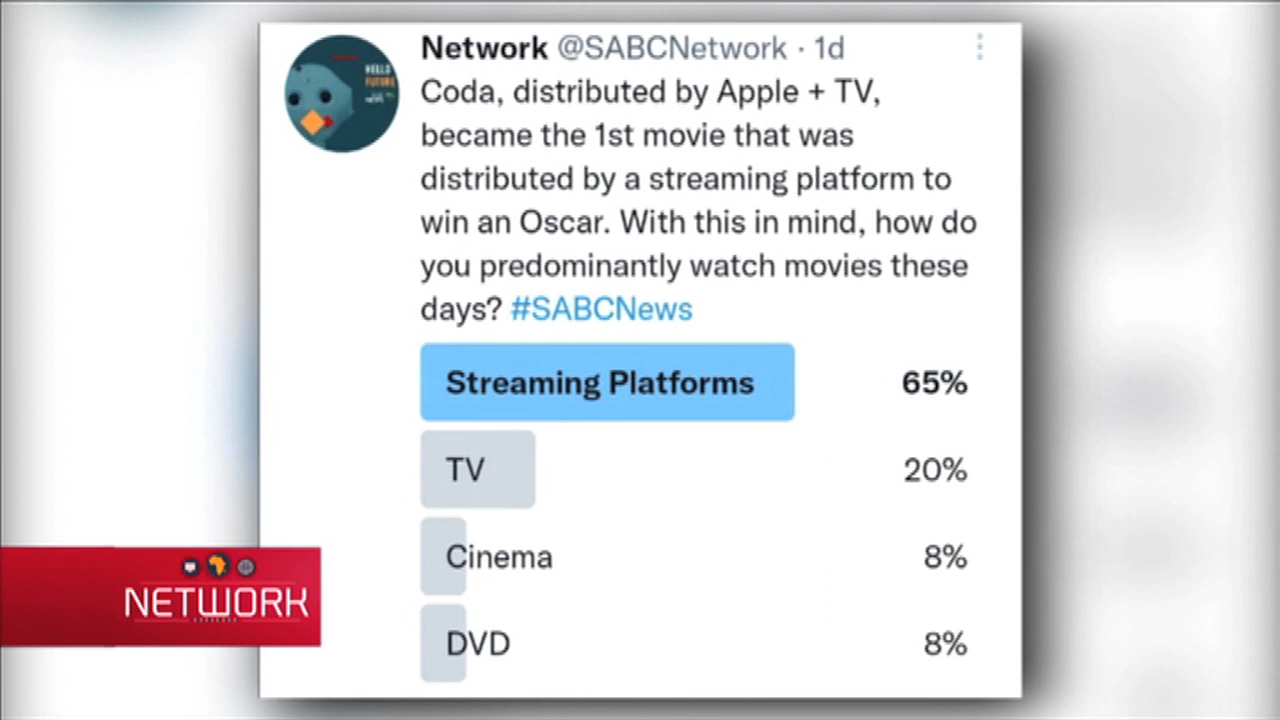 Network @SABCNetwork · 1d
HELLO
FUTURE
Coda, distributed by Apple + TV,
became the 1st movie that was
distributed by a streaming platform to
win an Oscar. With this in mind, how do
you predominantly watch movies these
days? #SABCNews
Streaming Platforms 65%
TV 20%
Cinema 8%
DVD 8%
NETWORK